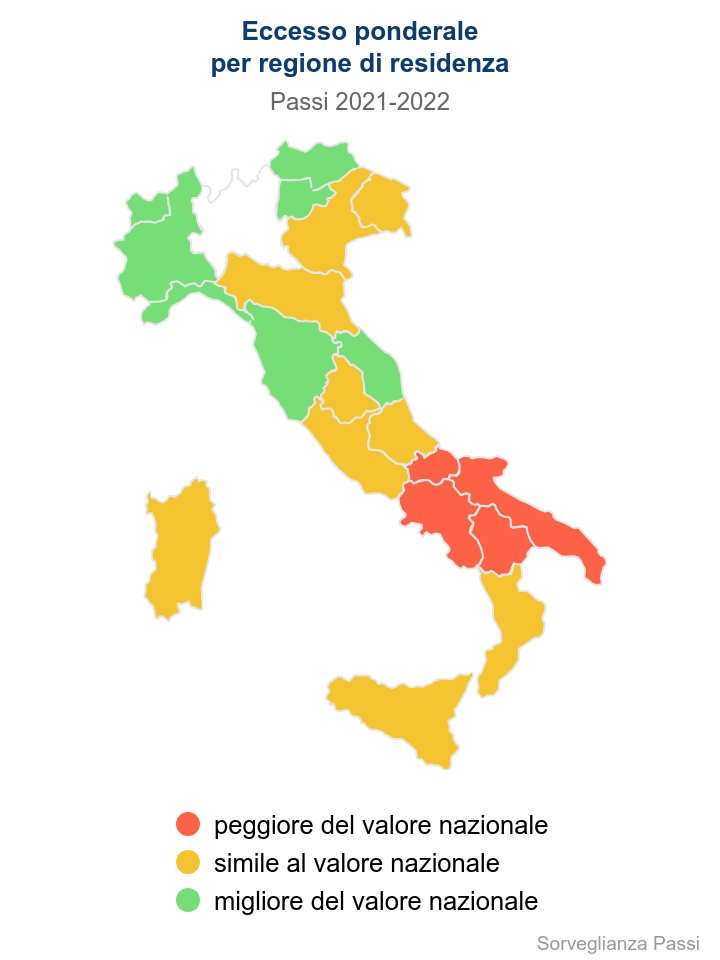 Eccesso ponderale
per regione di residenza
Passi 2021-2022
peggiore del valore nazionale
simile al valore nazionale
migliore del valore nazionale
Sorveglianza Passi